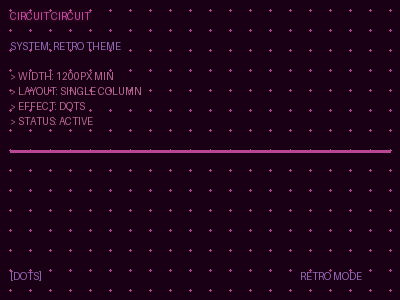 CIRCUITCIRCUIT
SYSTEM: RETRO THEME
> WIDTH: 1200PX MIN
> LAYOUT: SINGLE COLUMN
> EFFECT: DOTS
> STATUS: ACTIVE
[DOTS]
RETRO MODE